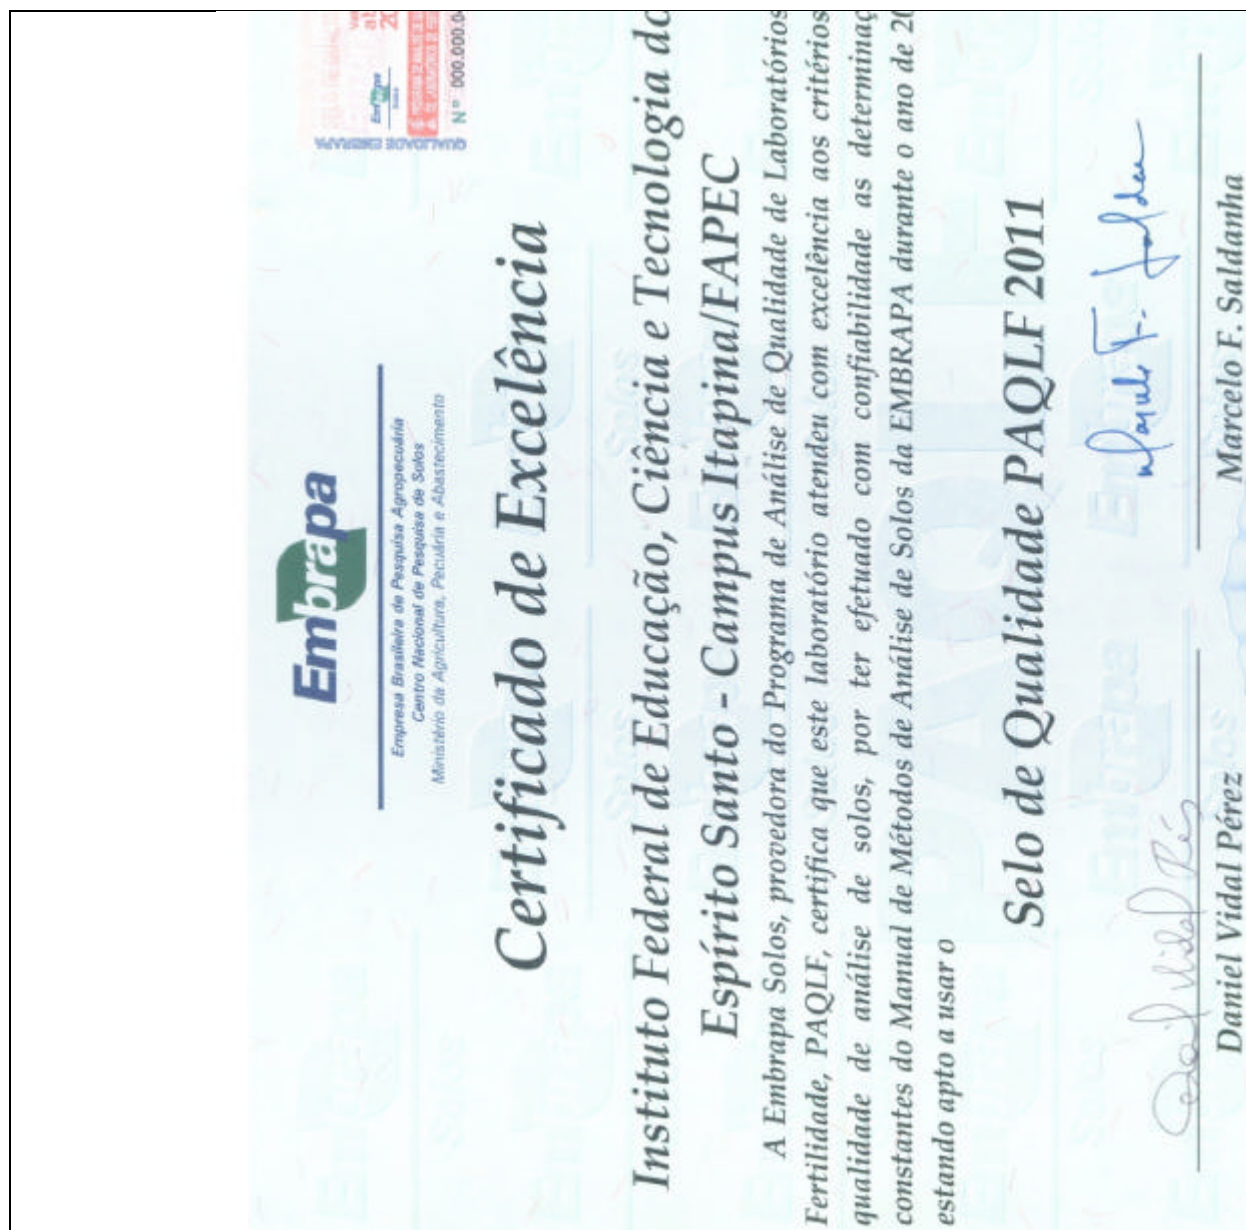 Embrapa
Empresa Brasileira de Pesquisa Agropecuária
Centro Nacional de Pesquisa de Solos
Ministério da Agricultura, Pecuária e Abastecimento
QUALIDADE EMBRAPA
Embrapa
Nº 000.000.0
Certificado de Excelência
Instituto Federal de Educação, Ciência e Tecnologia do
Espírito Santo - Campus Itapina/FAPEC
A Embrapa Solos, provedora do Programa de Análise de Qualidade de Laboratórios
Fertilidade, PAQLF, certifica que este laboratório atendeu com excelência aos critérios
qualidade de análise de solos, por ter efetuado com confiabilidade as determinaç
constantes do Manual de Métodos de Análise de Solos da EMBRAPA durante o ano de 20
estando apto a usar o
Selo de Qualidade PAQLF 2011
Daniel Vidal Pérez
Marcelo F. Saldanha